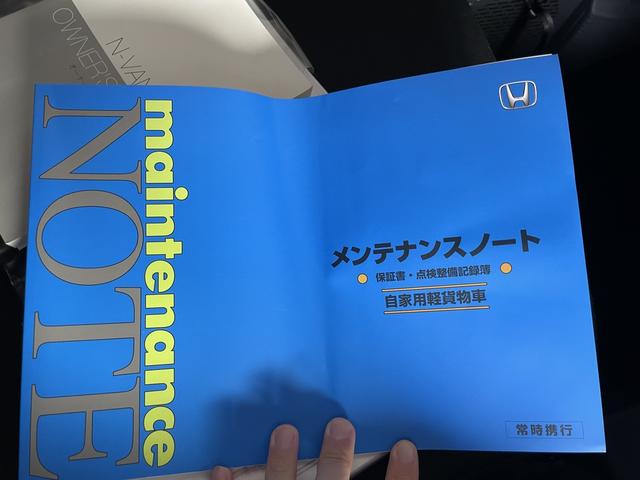 N-VAN
OWNER'S
maintenance
NOTE
メンテナンスノート
保証書・点検整備記録簿
自家用軽貨物車
常時携行